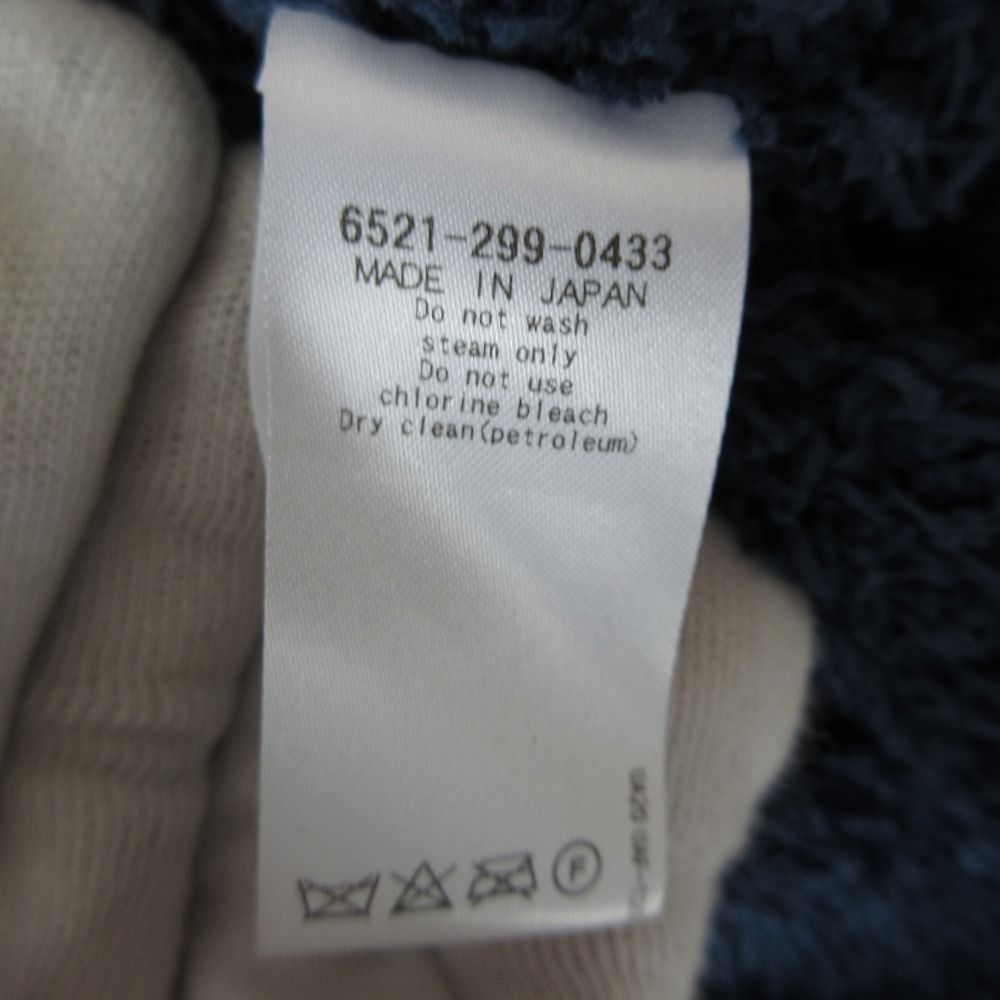 6521-299-0433
MADE IN JAPAN
Do not wash
steam only
Do not use
chlorine bleach
Dry clean(petroleum)
F